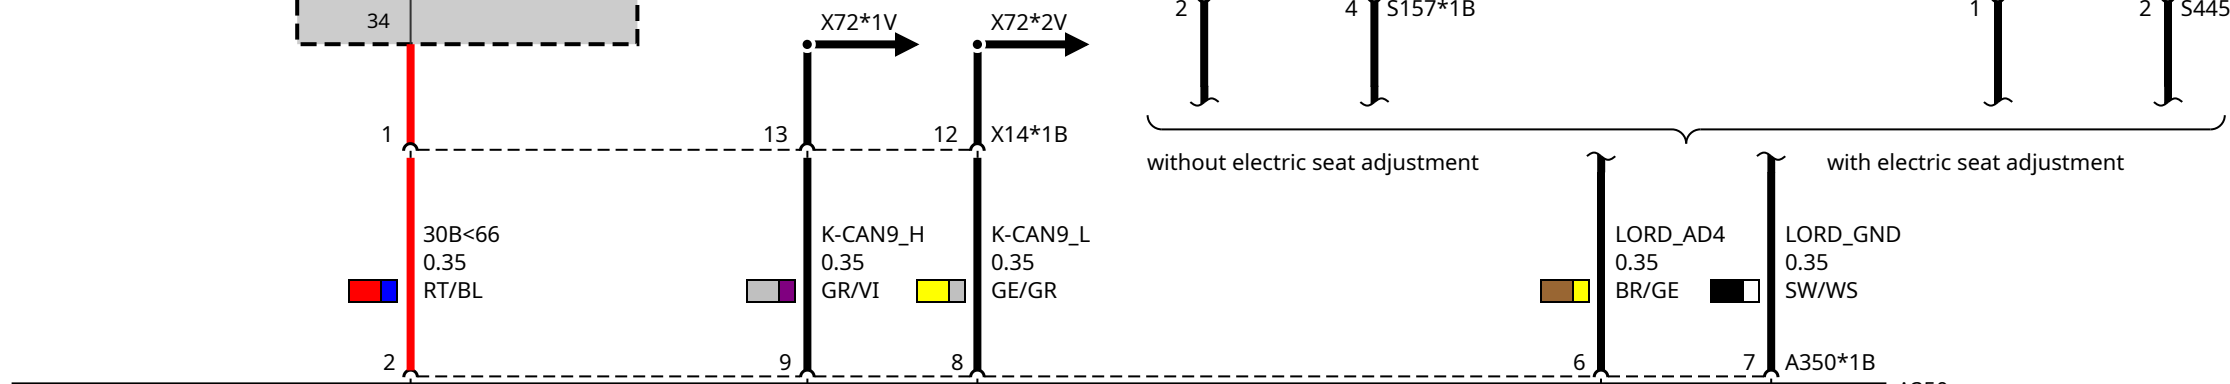 34
X72*1V
X72*2V
2
4
S157*1B
1
2
S445
1
13
12
X14*1B
without electric seat adjustment
with electric seat adjustment
30B<66
0.35
RT/BL
K-CAN9_H
0.35
GR/VI
K-CAN9_L
0.35
GE/GR
LORD_AD4
0.35
BR/GE
LORD_GND
0.35
SW/WS
2
9
8
6
7
A350*1B